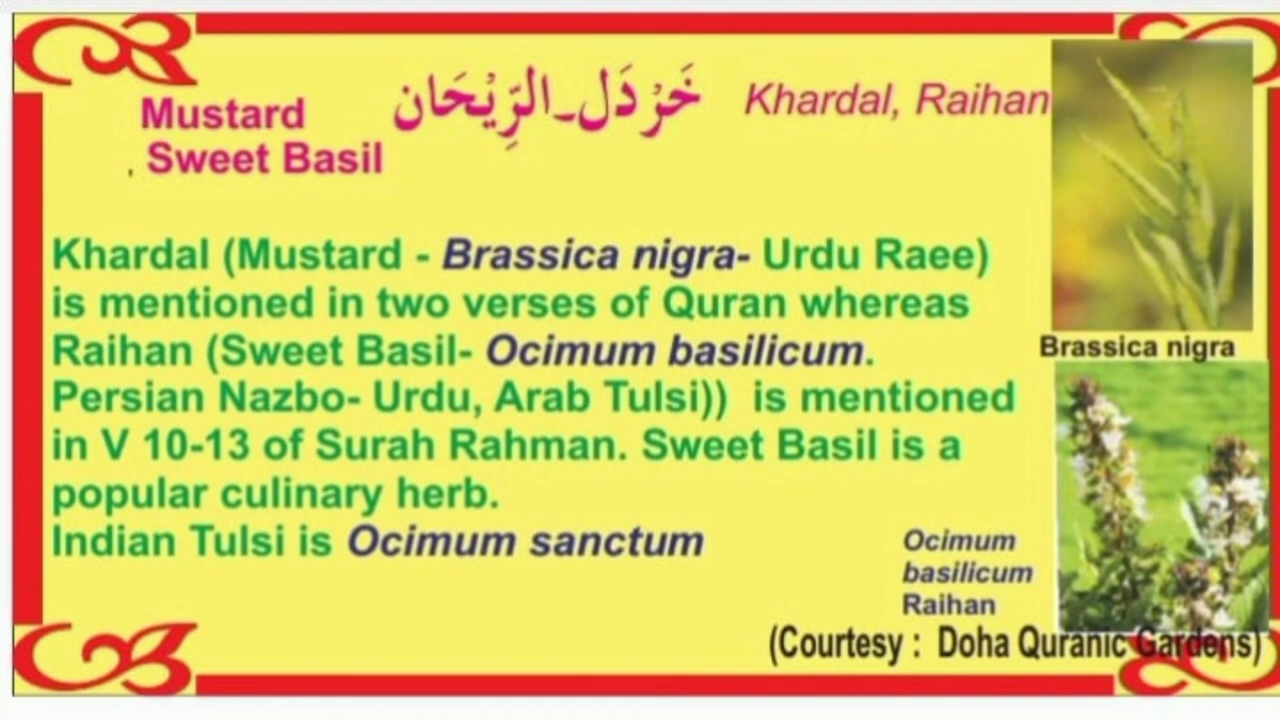 Mustard
Sweet Basil
خَرْدَل-الرِّيْحَان
Khardal, Raihan
Khardal (Mustard - Brassica nigra- Urdu Raee)
is mentioned in two verses of Quran whereas
Raihan (Sweet Basil- Ocimum basilicum.
Persian Nazbo- Urdu, Arab Tulsi)) is mentioned
in V 10-13 of Surah Rahman. Sweet Basil is a
popular culinary herb.
Indian Tulsi is Ocimum sanctum
Brassica nigra
Ocimum
basilicum
Raihan
(Courtesy : Doha Quranic Gardens)